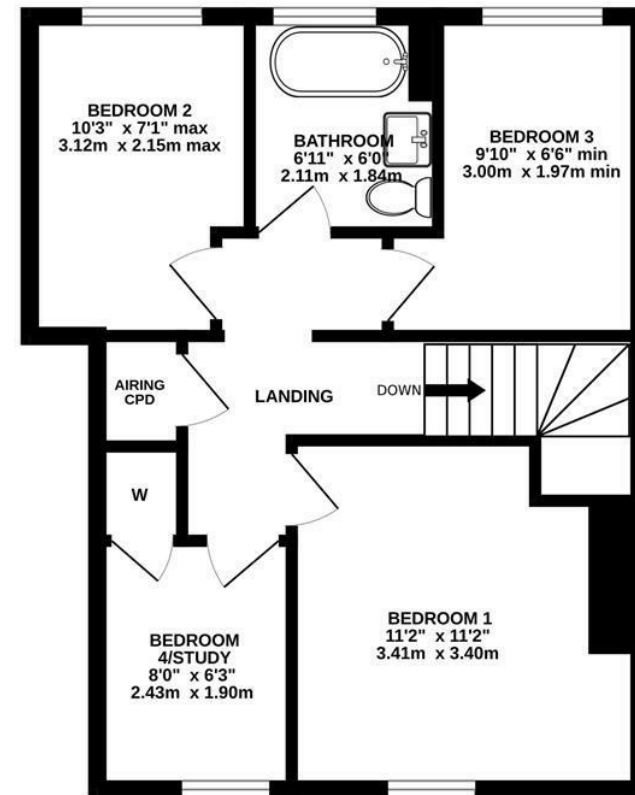 BEDROOM 2
10'3" x 7'1" max
3.12m x 2.15m max
BATHROOM
6'11" x 6'0"
2.11m x 1.84m
BEDROOM 3
9'10" x 6'6" min
3.00m x 1.97m min
AIRING
CPD
LANDING
DOWN
W
BEDROOM
4/STUDY
8'0" x 6'3"
2.43m x 1.90m
BEDROOM 1
11'2" x 11'2"
3.41m x 3.40m